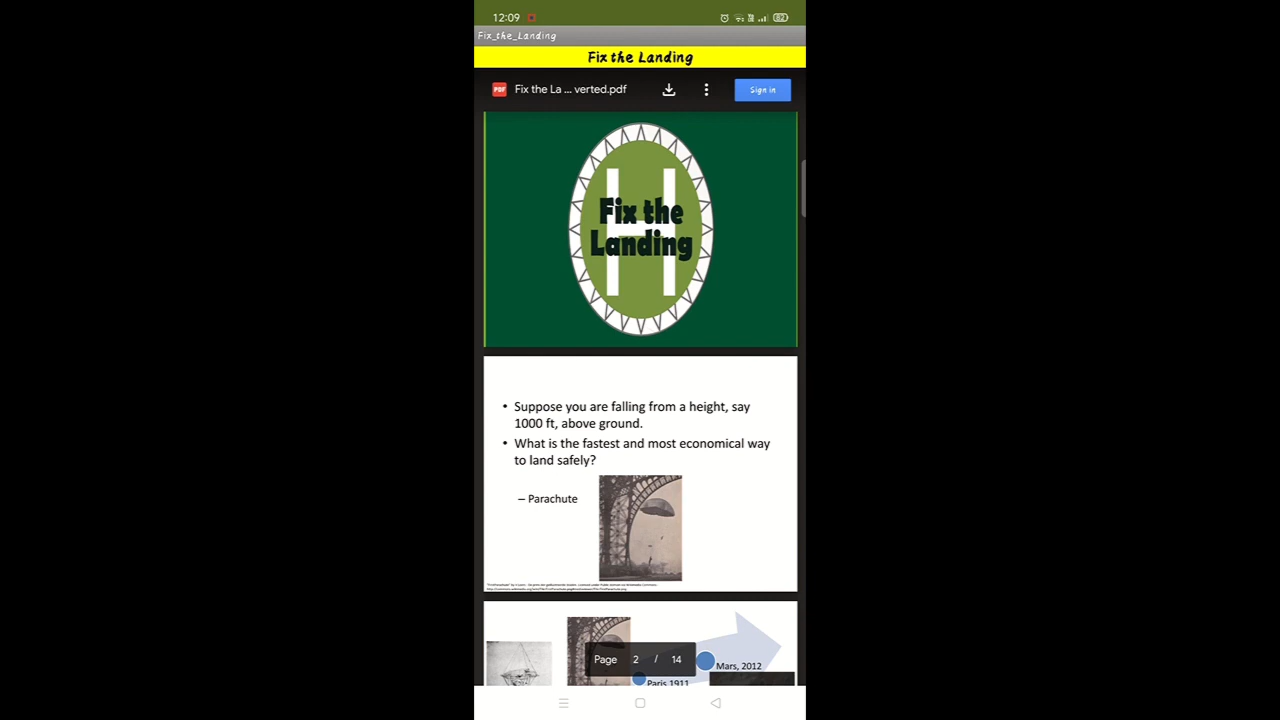 12:09
82
Fix_the_Landing
Fix the Landing
PDF
Fix the La ... verted.pdf
Sign in
H
Fix the
Landing
• Suppose you are falling from a height, say
1000 ft, above ground.
• What is the fastest and most economical way
to land safely?
– Parachute
Page 2 / 14
Mars, 2012
Paris 1911